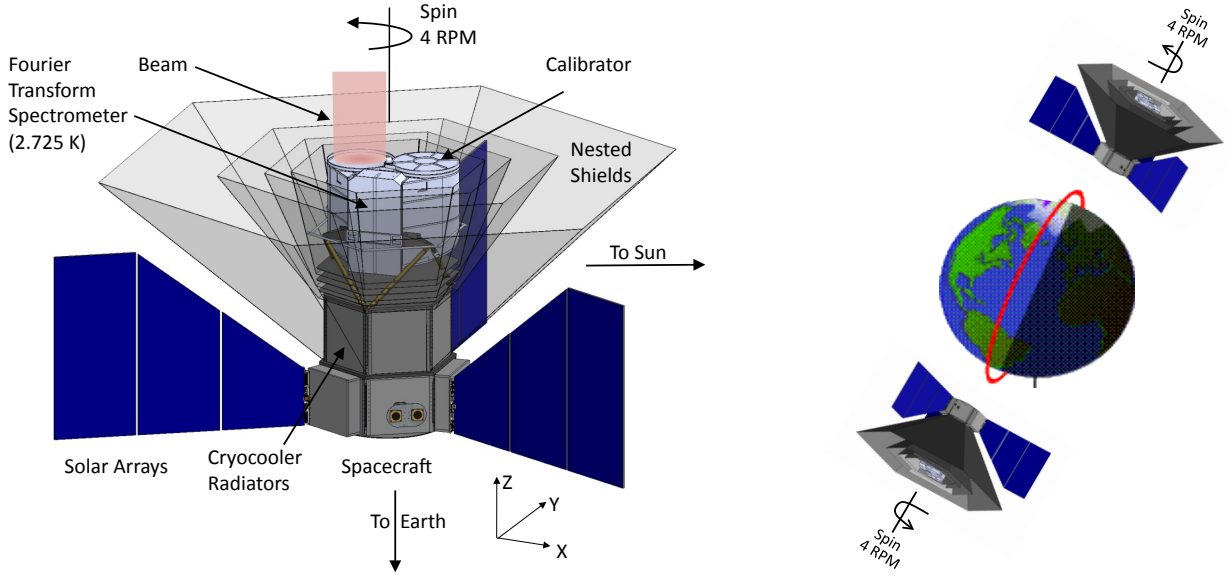 Spin
4 RPM
Fourier
Transform
Spectrometer
(2.725 K)
Beam
Calibrator
Nested
Shields
To Sun
Solar Arrays
Cryocooler
Radiators
Spacecraft
To Earth
Z
Y
X
Spin
4 RPM
Spin
4 RPM